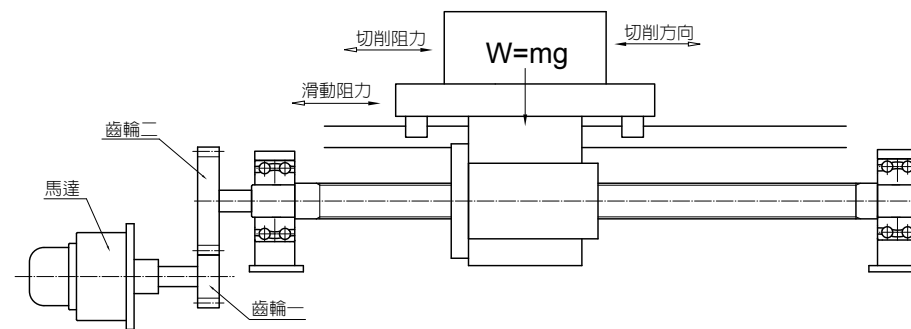 切削阻力
切削方向
W=mg
滑動阻力
齒輪二
馬達
齒輪一